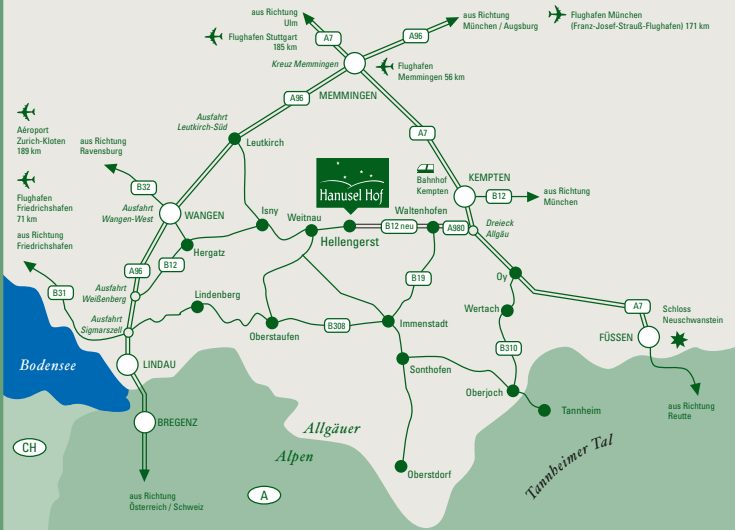 aus Richtung
Ulm
aus Richtung
München / Augsburg
Flughafen München
(Franz-Josef-Strauß-Flughafen) 171 km
Flughafen Stuttgart
185 km
A7
A96
Kreuz Memmingen
Flughafen
Memmingen 56 km
A96
MEMMINGEN
Ausfahrt
Leutkirch-Süd
Leutkirch
A7
Aéroport
Zurich-Kloten
189 km
aus Richtung
Ravensburg
B32
Flughafen
Friedrichshafen
71 km
Ausfahrt
Wangen-West
WANGEN
Hanusel Hof
Bahnhof
Kempten
KEMPTEN
B12
aus Richtung
München
Isny
Weitnau
Waltenhofen
Hellengerst
B12 neu
A980
Dreieck
Allgäu
aus Richtung
Friedrichshafen
Hergatz
A96
B12
B31
Ausfahrt
Weißenberg
Lindenberg
B19
Oy
Ausfahrt
Sigmarszell
Oberstaufen
B308
Immenstadt
Wertach
A7
Schloss
Neuschwanstein
FÜSSEN
Bodensee
LINDAU
Sonthofen
B310
Oberjoch
aus Richtung
Reutte
Tannheim
BREGENZ
Allgäuer
Alpen
CH
Oberstdorf
Tannheimer Tal
A
aus Richtung
Österreich / Schweiz